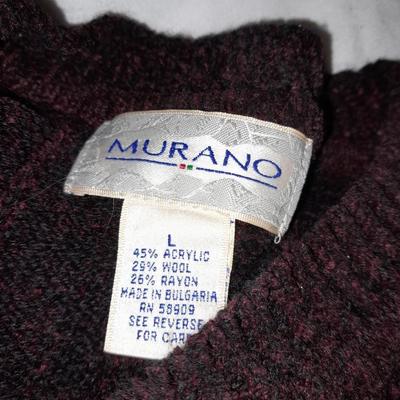 MURANO
L
45% ACRYLIC
29% WOOL
26% RAYON
MADE IN BULGARIA
RN 58909
SEE REVERSE
FOR CARE